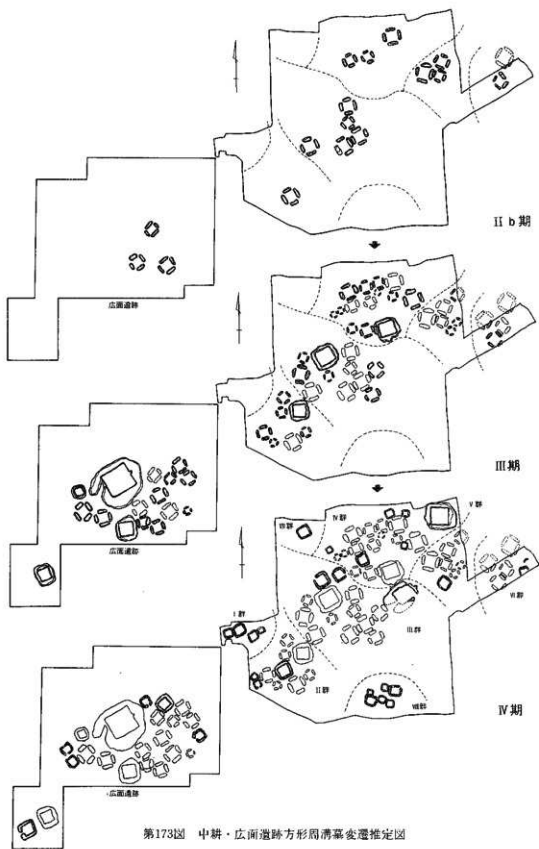 II b 期
広面遺跡
III期
広面遺跡
VII群
IV群
V群
I群
III群
VI群
II群
VIII群
IV期
広面遺跡
第173図 中耕・広面遺跡方形周溝墓変遷推定図